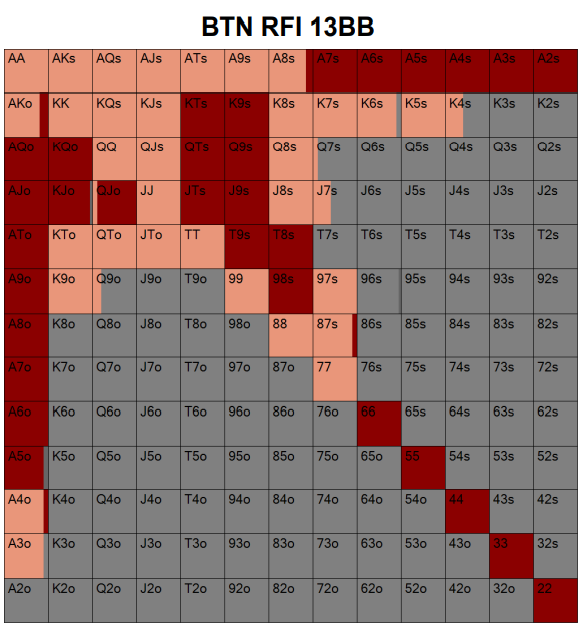 BTN RFI 13BB
AA AKs AQs AJs ATs A9s A8s A7s A6s A5s A4s A3s A2s
AKo KK KQs KJs KTs K9s K8s K7s K6s K5s K4s K3s K2s
AQo KQo QQ QJs QTs Q9s Q8s Q7s Q6s Q5s Q4s Q3s Q2s
AJo KJo QJo JJ JTs J9s J8s J7s J6s J5s J4s J3s J2s
ATo KTo QTo JTo TT T9s T8s T7s T6s T5s T4s T3s T2s
A9o K9o Q9o J9o T9o 99 98s 97s 96s 95s 94s 93s 92s
A8o K8o Q8o J8o T8o 98o 88 87s 86s 85s 84s 83s 82s
A7o K7o Q7o J7o T7o 97o 87o 77 76s 75s 74s 73s 72s
A6o K6o Q6o J6o T6o 96o 86o 76o 66 65s 64s 63s 62s
A5o K5o Q5o J5o T5o 95o 85o 75o 65o 55 54s 53s 52s
A4o K4o Q4o J4o T4o 94o 84o 74o 64o 54o 44 43s 42s
A3o K3o Q3o J3o T3o 93o 83o 73o 63o 53o 43o 33 32s
A2o K2o Q2o J2o T2o 92o 82o 72o 62o 52o 42o 32o 22